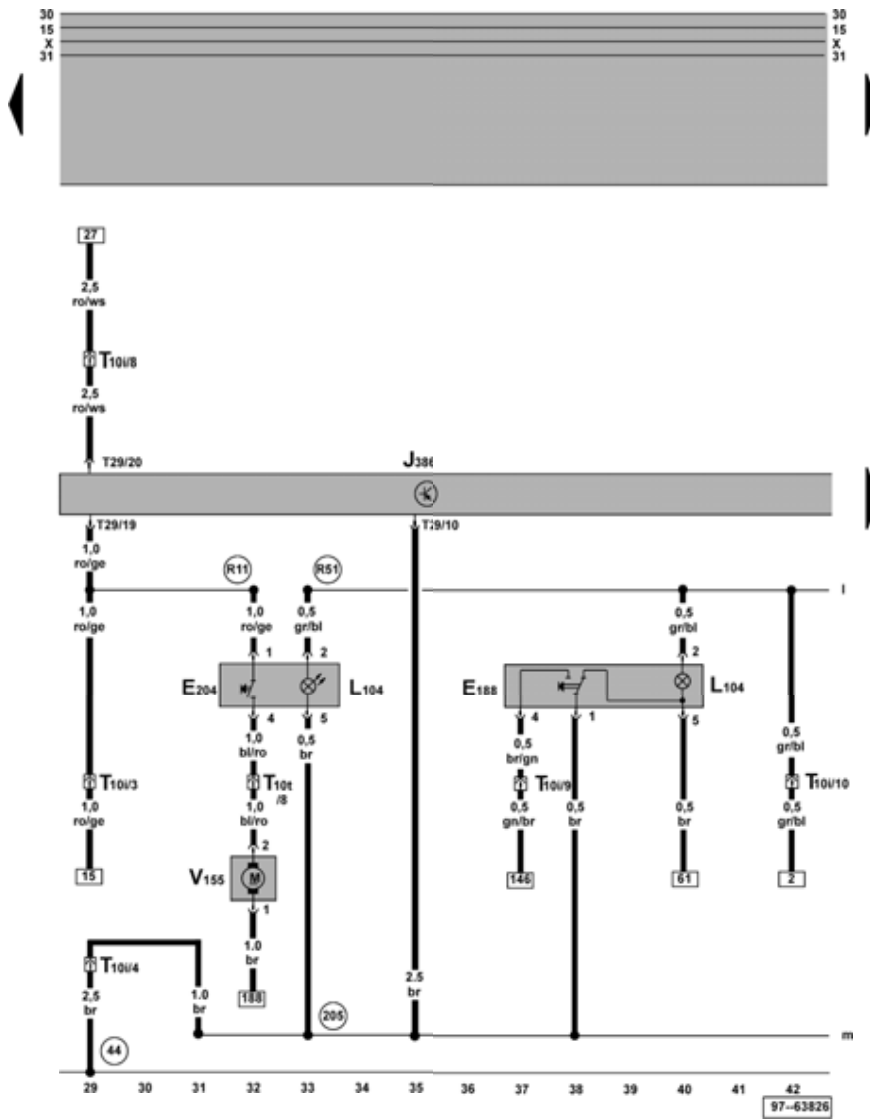 30 30
15 15
X X
31 31
27
2,5
ro/ws
T10i/8
2,5
ro/ws
T29/20 J386
T29/19 T29/10
1,0
ro/ge
R11 R51
l
1,0 1,0 0,5 0,5
ro/ge ro/ge gr/bl gr/bl
1 2 2
E204 L104 E188 L104
4 5 4 1 5
1,0 0,5 0,5 0,5
bl/ro br br/gn gr/bl
T10i/3 T10t T10i/9 T10i/10
/8
1,0 1,0 0,5 0,5 0,5 0,5
ro/ge bl/ro gn/br br br gr/bl
2
15 V155 M 146 61 2
1
T10i/4 1.0 2.5
br br
2,5 1.0 188
br br
205
m
44
29 30 31 32 33 34 35 36 37 38 39 40 41 42
97--63826